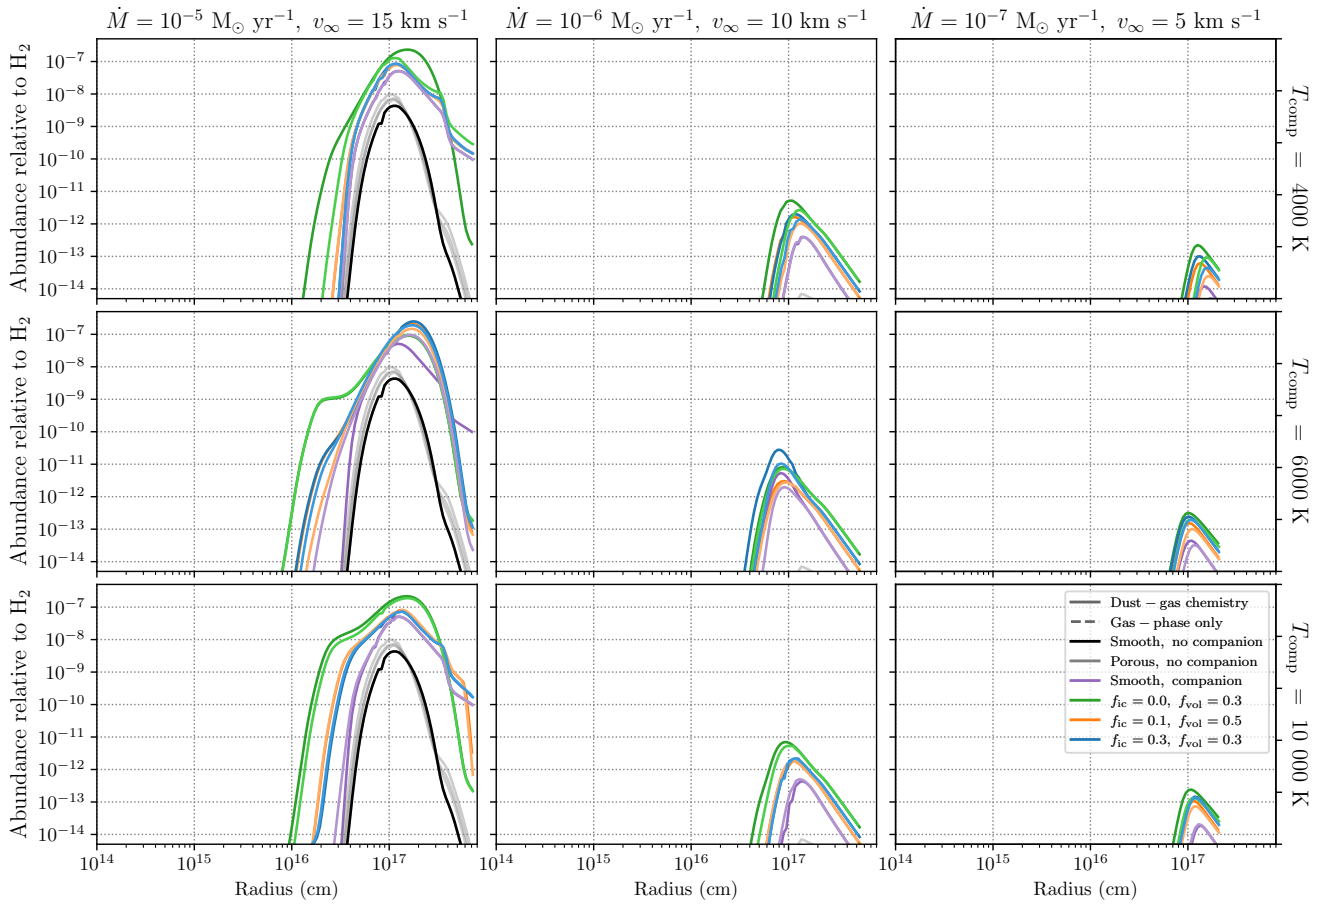 Ṁ = 10⁻⁵ M☉ yr⁻¹, v∞ = 15 km s⁻¹
Ṁ = 10⁻⁶ M☉ yr⁻¹, v∞ = 10 km s⁻¹
Ṁ = 10⁻⁷ M☉ yr⁻¹, v∞ = 5 km s⁻¹
Abundance relative to H₂
10⁻⁷
10⁻⁸
10⁻⁹
10⁻¹⁰
10⁻¹¹
10⁻¹²
10⁻¹³
10⁻¹⁴
T_comp = 4000 K
Abundance relative to H₂
10⁻⁷
10⁻⁸
10⁻⁹
10⁻¹⁰
10⁻¹¹
10⁻¹²
10⁻¹³
10⁻¹⁴
T_comp = 6000 K
Abundance relative to H₂
10⁻⁷
10⁻⁸
10⁻⁹
10⁻¹⁰
10⁻¹¹
10⁻¹²
10⁻¹³
10⁻¹⁴
Dust − gas chemistry
Gas − phase only
Smooth, no companion
Porous, no companion
Smooth, companion
f_ic = 0.0, f_vol = 0.3
f_ic = 0.1, f_vol = 0.5
f_ic = 0.3, f_vol = 0.3
T_comp = 10 000 K
10¹⁴ 10¹⁵ 10¹⁶ 10¹⁷
10¹⁴ 10¹⁵ 10¹⁶ 10¹⁷
10¹⁴ 10¹⁵ 10¹⁶ 10¹⁷
Radius (cm)
Radius (cm)
Radius (cm)